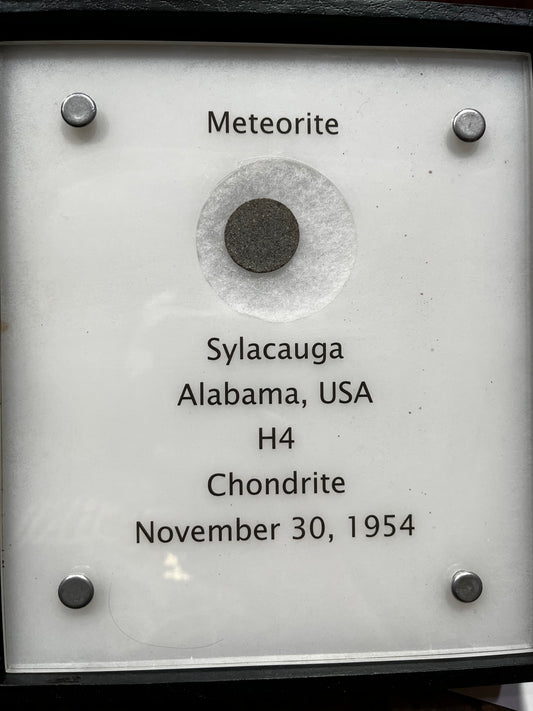 Meteorite
Sylacauga
Alabama, USA
H4
Chondrite
November 30, 1954